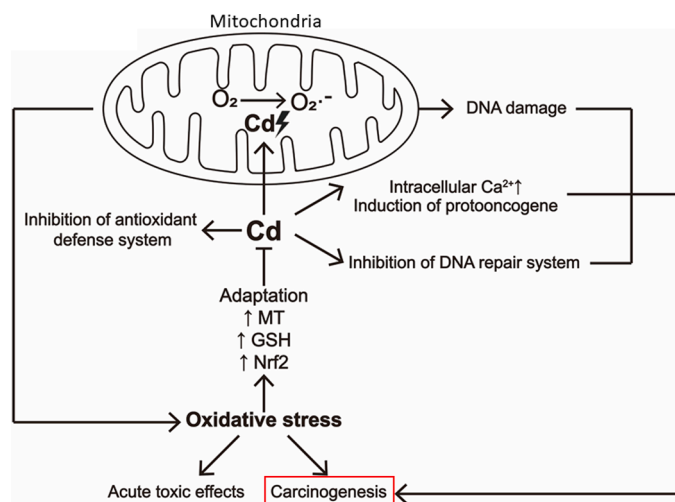 Mitochondria
O₂ → O₂·⁻
Cd
DNA damage
Intracellular Ca²⁺↑
Induction of protooncogene
Inhibition of antioxidant
defense system
Cd
Inhibition of DNA repair system
Adaptation
↑ MT
↑ GSH
↑ Nrf2
Oxidative stress
Acute toxic effects
Carcinogenesis